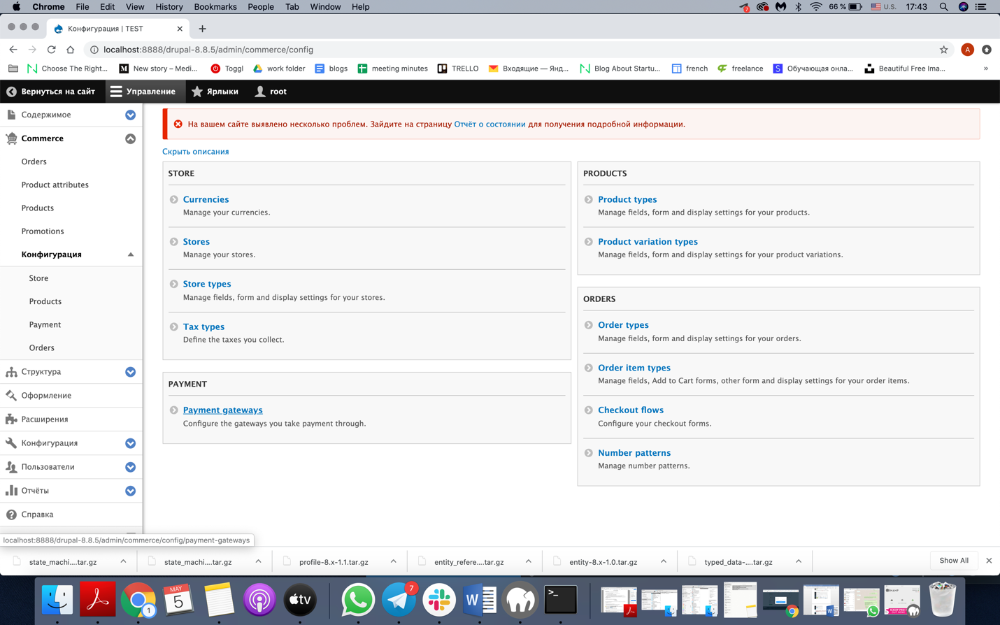 Chrome File Edit View History Bookmarks People Tab Window Help
7 66 % U.S. 17:43
Конфигурация | TEST
localhost:8888/drupal-8.8.5/admin/commerce/config A
Choose The Right... New story – Medi... Toggl work folder blogs meeting minutes TRELLO Входящие — Янд... Blog About Startu... french freelance Обучающая онла... Beautiful Free Ima... »
Вернуться на сайт Управление Ярлыки root
Содержимое
Commerce
Orders
Product attributes
Products
Promotions
Конфигурация
Store
Products
Payment
Orders
Структура
Оформление
Расширения
Конфигурация
Пользователи
Отчёты
Справка
На вашем сайте выявлено несколько проблем. Зайдите на страницу Отчёт о состоянии для получения подробной информации.
Скрыть описания
STORE
Currencies
Manage your currencies.
Stores
Manage your stores.
Store types
Manage fields, form and display settings for your stores.
Tax types
Define the taxes you collect.
PAYMENT
Payment gateways
Configure the gateways you take payment through.
PRODUCTS
Product types
Manage fields, form and display settings for your products.
Product variation types
Manage fields, form and display settings for your product variations.
ORDERS
Order types
Manage fields, form and display settings for your orders.
Order item types
Manage fields, Add to Cart forms, other form and display settings for your order items.
Checkout flows
Configure your checkout forms.
Number patterns
Manage number patterns.
localhost:8888/drupal-8.8.5/admin/commerce/config/payment-gateways
state_machi....tar.gz state_machi....tar.gz profile-8.x-1.1.tar.gz entity_refere....tar.gz entity-8.x-1.0.tar.gz typed_data-....tar.gz Show All
1 MAY 5 tv 7 W >_